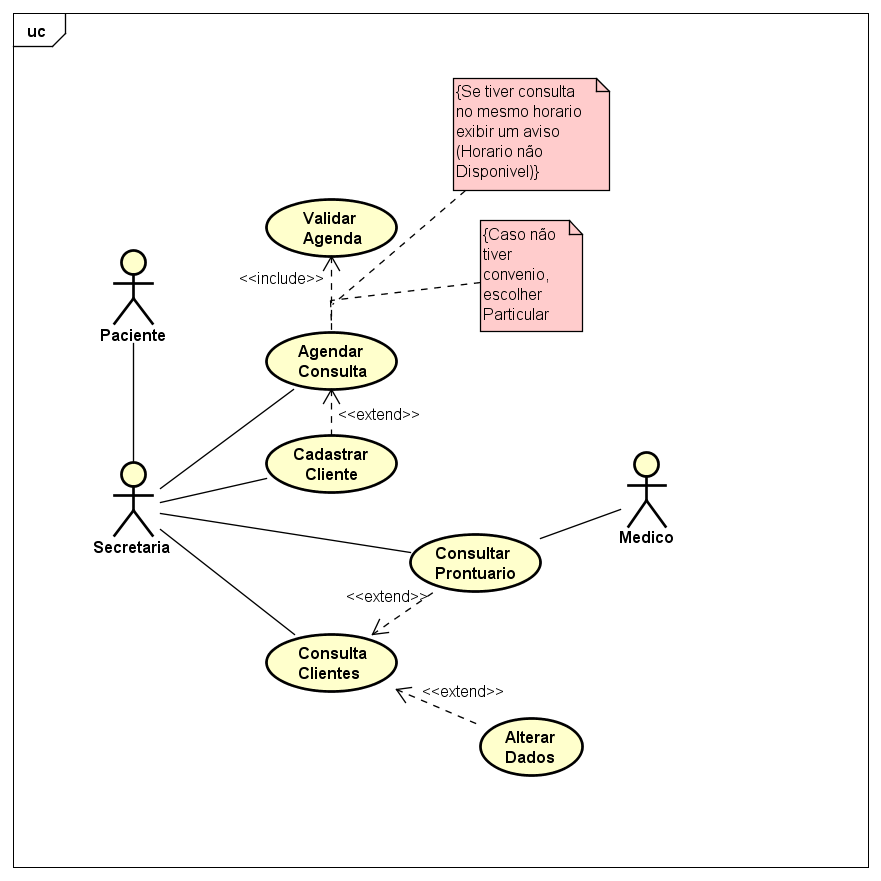 uc
{Se tiver consulta
no mesmo horario
exibir um aviso
(Horario não
Disponivel)}
Validar
Agenda
{Caso não
tiver
convenio,
escolher
Particular
<<include>>
Paciente
Agendar
Consulta
<<extend>>
Cadastrar
Cliente
Secretaria
Medico
Consultar
Prontuario
<<extend>>
Consulta
Clientes
<<extend>>
Alterar
Dados